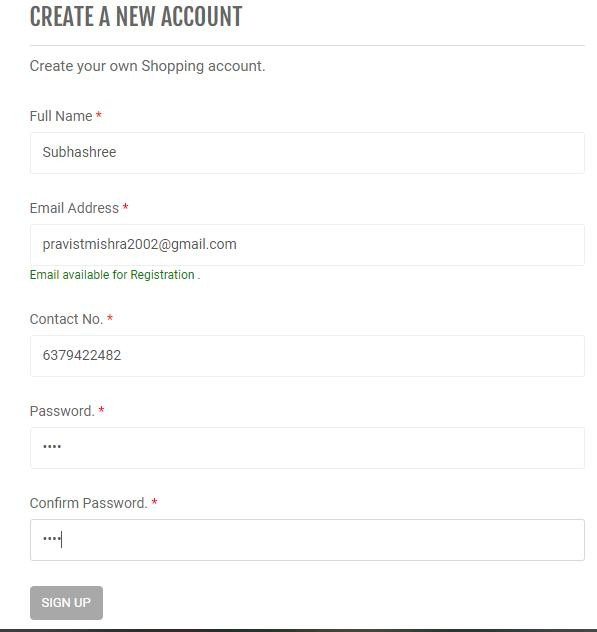 CREATE A NEW ACCOUNT
Create your own Shopping account.
Full Name *
Subhashree
Email Address *
pravistmishra2002@gmail.com
Email available for Registration .
Contact No. *
6379422482
Password. *
••••
Confirm Password. *
••••
SIGN UP